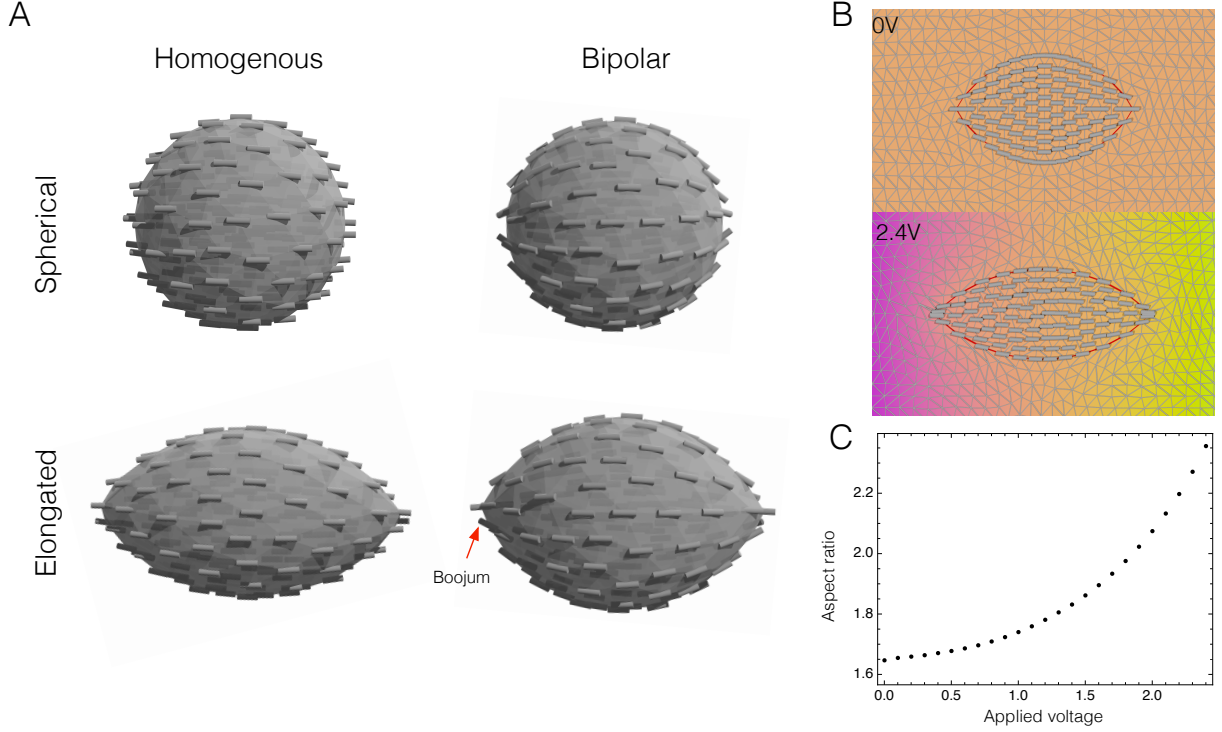 A
Homogenous
Bipolar
Spherical
Elongated
Boojum
B
0V
2.4V
C
Aspect ratio
2.2
2.0
1.8
1.6
0.0
0.5
1.0
1.5
2.0
Applied voltage